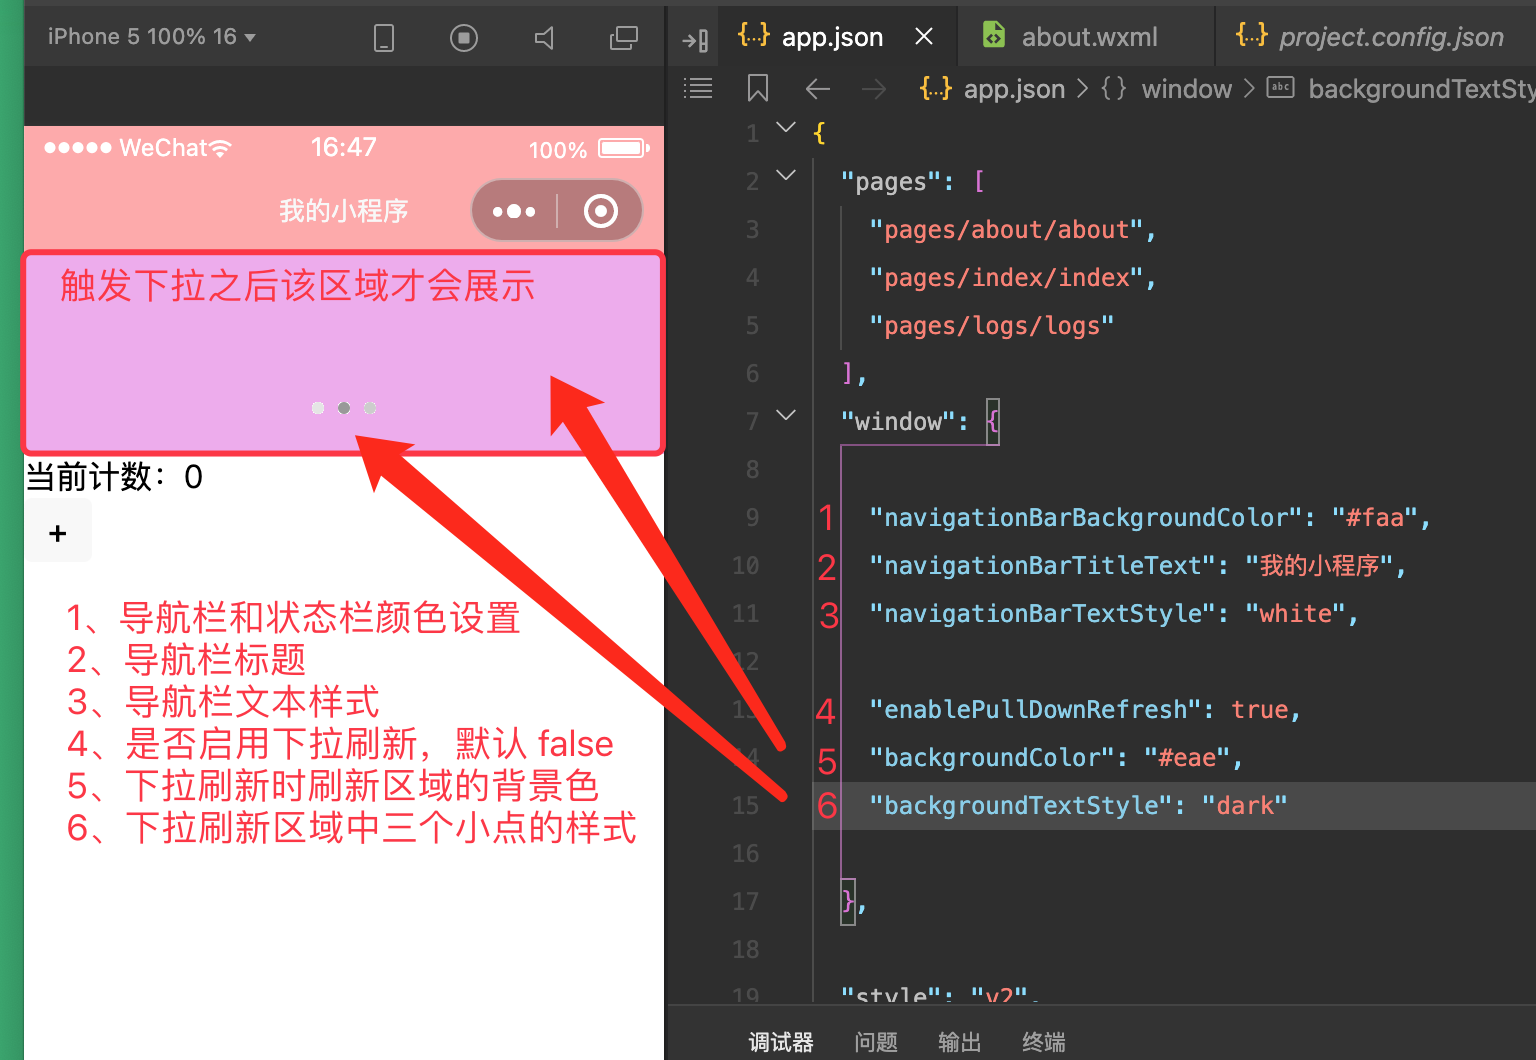 iPhone 5 100% 16
WeChat 16:47 100%
我的小程序
触发下拉之后该区域才会展示
当前计数：0
+
1、导航栏和状态栏颜色设置
2、导航栏标题
3、导航栏文本样式
4、是否启用下拉刷新，默认 false
5、下拉刷新时刷新区域的背景色
6、下拉刷新区域中三个小点的样式
{...} app.json about.wxml {...} project.config.json
{...} app.json > {} window > abc backgroundTextSty
1 {
2 "pages": [
3 "pages/about/about",
4 "pages/index/index",
5 "pages/logs/logs"
6 ],
7 "window": {
8
9 1 "navigationBarBackgroundColor": "#faa",
10 2 "navigationBarTitleText": "我的小程序",
11 3 "navigationBarTextStyle": "white",
12
13 4 "enablePullDownRefresh": true,
14 5 "backgroundColor": "#eae",
15 6 "backgroundTextStyle": "dark"
16
17 },
18
19 "style": "v2",
调试器 问题 输出 终端